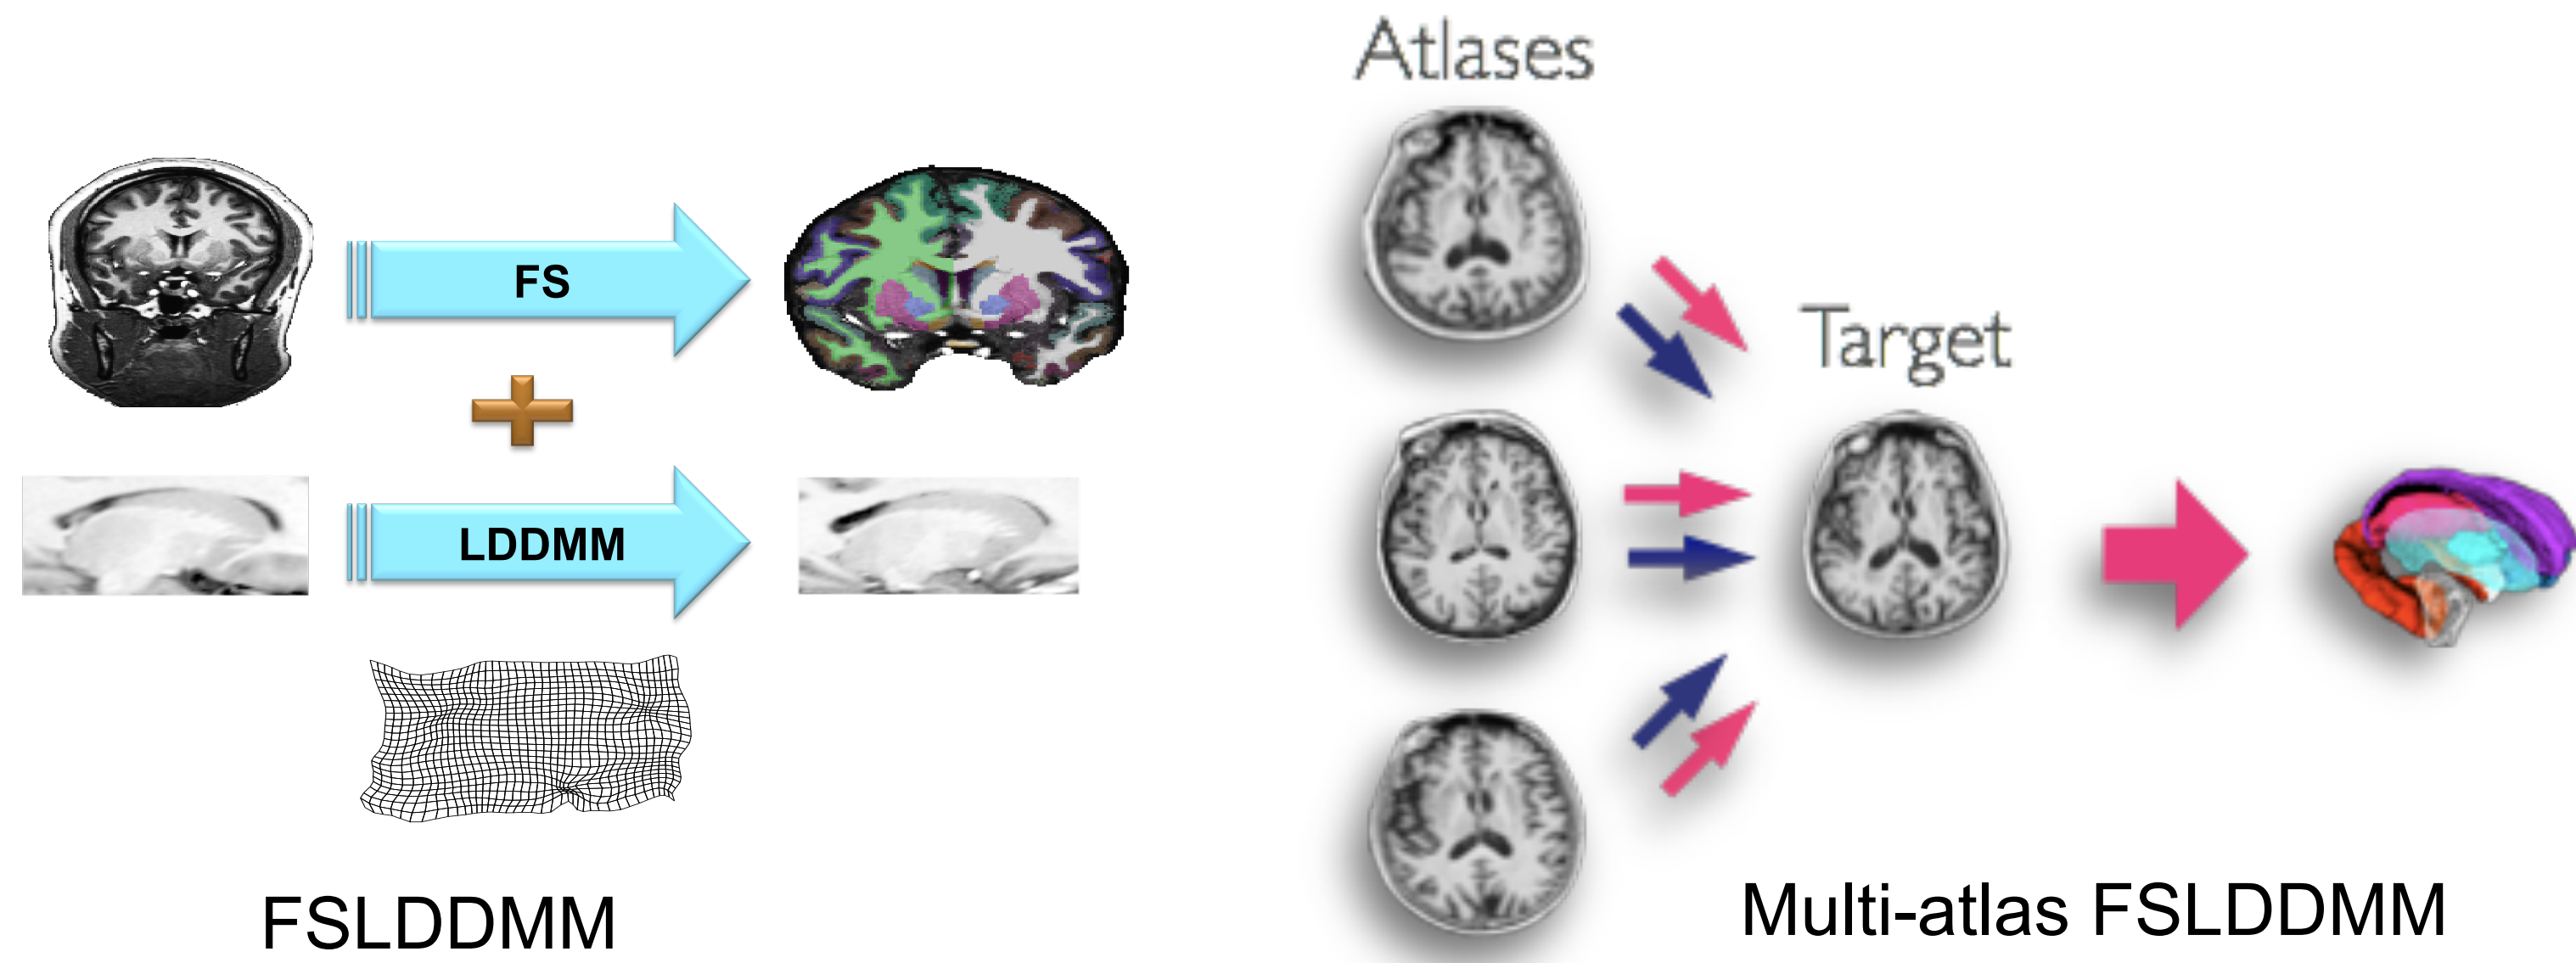 FS
LDDMM
FSLDDMM
Atlases
Target
Multi-atlas FSLDDMM